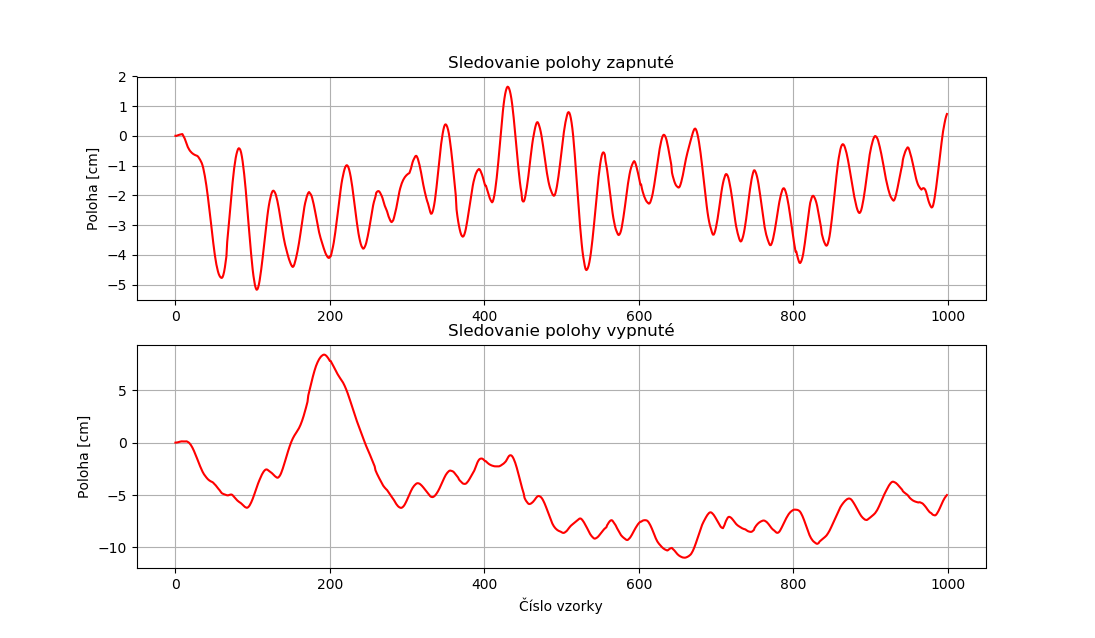 Sledovanie polohy zapnuté
2
1
0
−1
−2
−3
−4
−5
Poloha [cm]
0 200 400 600 800 1000
Sledovanie polohy vypnuté
5
0
−5
−10
Poloha [cm]
0 200 400 600 800 1000
Číslo vzorky